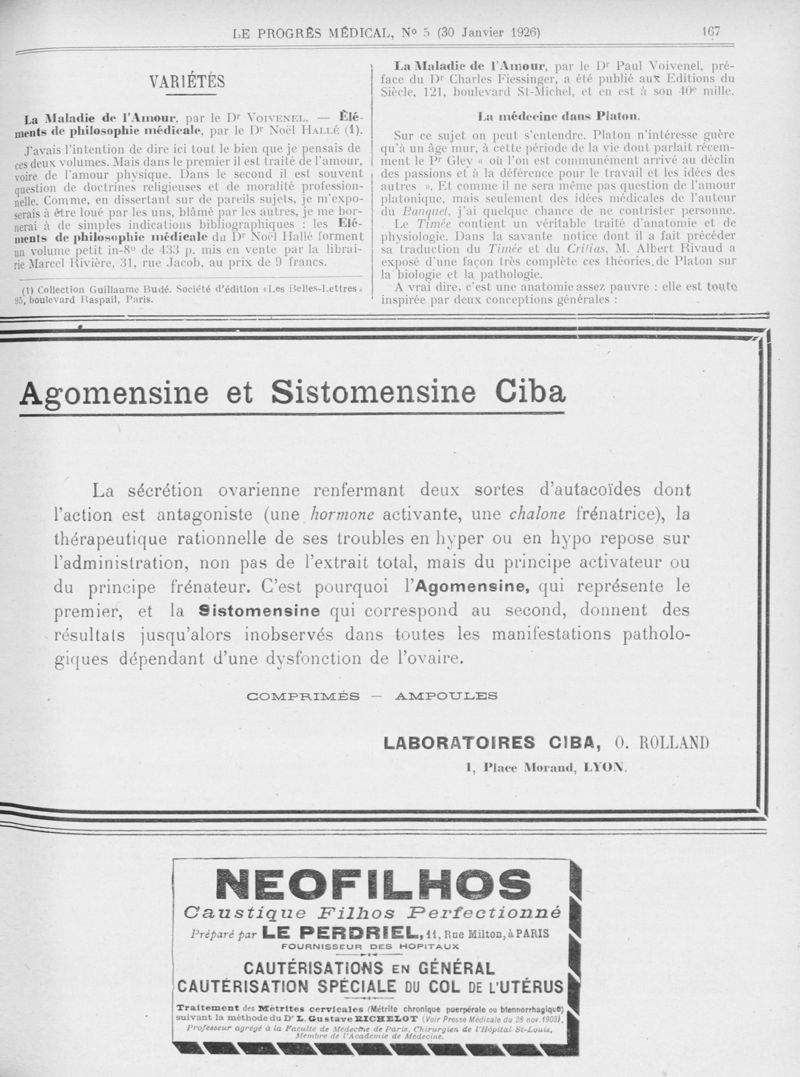 LE PROGRÈS MÉDICAL, No 5 (30 Janvier 1926)
167
VARIÉTÉS
La Maladie de l'Amour, par le Dr VOIVENEL. — Élé-
ments de philosophie médicale, par le Dr Noël HALLÉ (1).
J'avais l'intention de dire ici tout le bien que je pensais de
ces deux volumes. Mais dans le premier il est traité de l'amour,
voire de l'amour physique. Dans le second il est souvent
question de doctrines religieuses et de moralité profession-
nelle. Comme, en dissertant sur de pareils sujets, je m'expo-
serais à être loué par les uns, blâmé par les autres, je me bor-
nerai à de simples indications bibliographiques : les Elé-
ments de philosophie médicale du Dr Noël Hallé forment
un volume petit in-8° de 433 p. mis en vente par la librai-
rie Marcel Rivière, 31, rue Jacob, au prix de 9 francs.
(1) Collection Guillaume Budé. Société d'édition «Les Belles-Lettres»
95, boulevard Raspail, Paris.
La Maladie de l'Amour, par le Dr Paul Voivenel, pré-
face du Dr Charles Fiessinger, a été publié aux Editions du
Siècle, 121, boulevard St-Michel, et en est à son 40e mille.
La médecine dans Platon.
Sur ce sujet on peut s'entendre. Platon n'intéresse guère
qu'à un âge mur, à cette période de la vie dont parlait récem-
ment le Pr Gley « où l'on est communément arrivé au déclin
des passions et à la déférence pour le travail et les idées des
autres ». Et comme il ne sera même pas question de l'amour
platonique, mais seulement des idées médicales de l'auteur
du Banquet, j'ai quelque chance de ne contrister personne.
Le Timée contient un véritable traité d'anatomie et de
physiologie. Dans la savante notice dont il a fait précéder
sa traduction du Timée et du Critias, M. Albert Rivaud a
exposé d'une façon très complète ces théories de Platon sur
la biologie et la pathologie.
A vrai dire, c'est une anatomie assez pauvre : elle est toute
inspirée par deux conceptions générales :
Agomensine et Sistomensine Ciba
La sécrétion ovarienne renfermant deux sortes d'autacoïdes dont
l'action est antagoniste (une hormone activante, une chalone frénatrice), la
thérapeutique rationnelle de ses troubles en hyper ou en hypo repose sur
l'administration, non pas de l'extrait total, mais du principe activateur ou
du principe frénateur. C'est pourquoi l'Agomensine, qui représente le
premier, et la Sistomensine qui correspond au second, donnent des
résultats jusqu'alors inobservés dans toutes les manifestations patholo-
giques dépendant d'une dysfonction de l'ovaire.
COMPRIMÉS — AMPOULES
LABORATOIRES CIBA, O. ROLLAND
1, Place Morand, LYON.
NEOFILHOS
Caustique Filhos Perfectionné
Préparé par LE PERDRIEL, 11, Rue Milton, à PARIS
FOURNISSEUR DES HOPITAUX
CAUTÉRISATIONS EN GÉNÉRAL
CAUTÉRISATION SPÉCIALE DU COL DE L'UTÉRUS
Traitement des Métrites cervicales (Métrite chronique puerpérale ou blennorrhagique)
suivant la méthode du Dr L. Gustave RICHELOT (Voir Presse Médicale du 28 nov. 1903).
Professeur agrégé à la Faculté de Médecine de Paris, Chirurgien de l'Hôpital St-Louis,
Membre de l'Académie de Médecine.